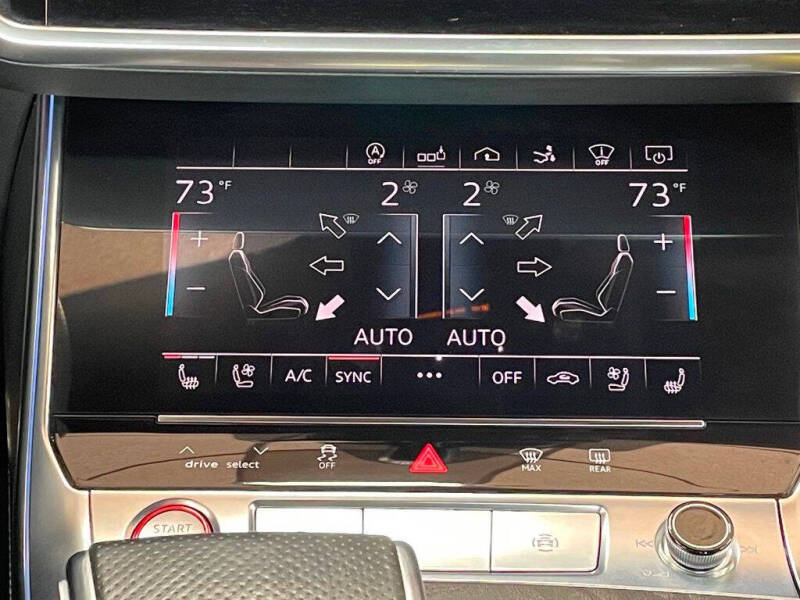 A
OFF
OFF
73°F 2 2 73°F
+ +
- -
AUTO AUTO
A/C SYNC ... OFF
drive select OFF MAX REAR
START